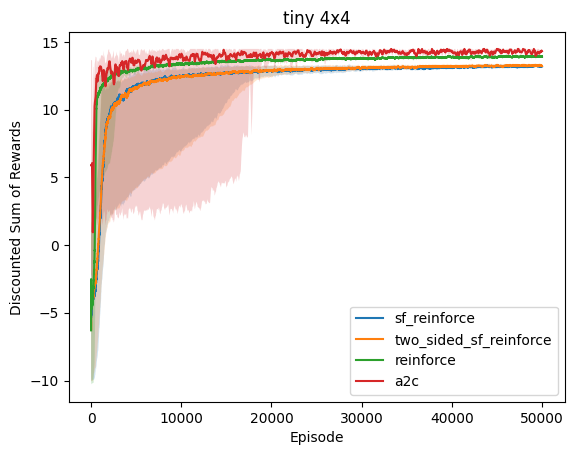 tiny 4x4
Discounted Sum of Rewards
15
10
5
0
−5
−10
sf_reinforce
two_sided_sf_reinforce
reinforce
a2c
0
10000
20000
30000
40000
50000
Episode